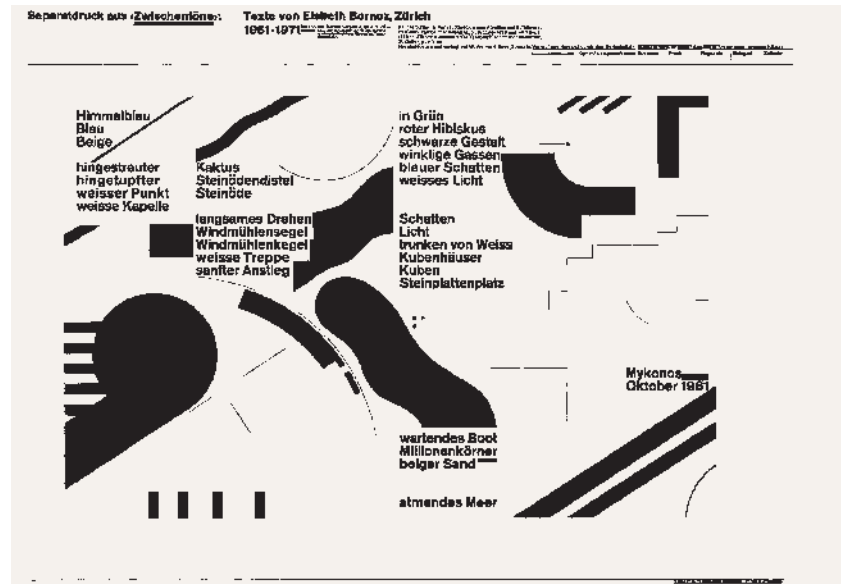 Separatdruck aus ‹Zwischentöne›:
Texte von Elsbeth Bornoz, Zürich
1961-1971
Himmelblau
Blau
Beige
hingestreuter
hingetupfter
weisser Punkt
weisse Kapelle
Kaktus
Steinödendistel
Steinöde
langsames Drehen
Windmühlensegel
Windmühlenkegel
weisse Treppe
sanfter Anstieg
in Grün
roter Hibiskus
schwarze Gestalt
winklige Gassen
blauer Schatten
weisses Licht
Schatten
Licht
trunken von Weiss
Kubenhäuser
Kuben
Steinplattenplatz
Mykonos
Oktober 1961
wartendes Boot
Millionenkörner
beiger Sand
atmendes Meer